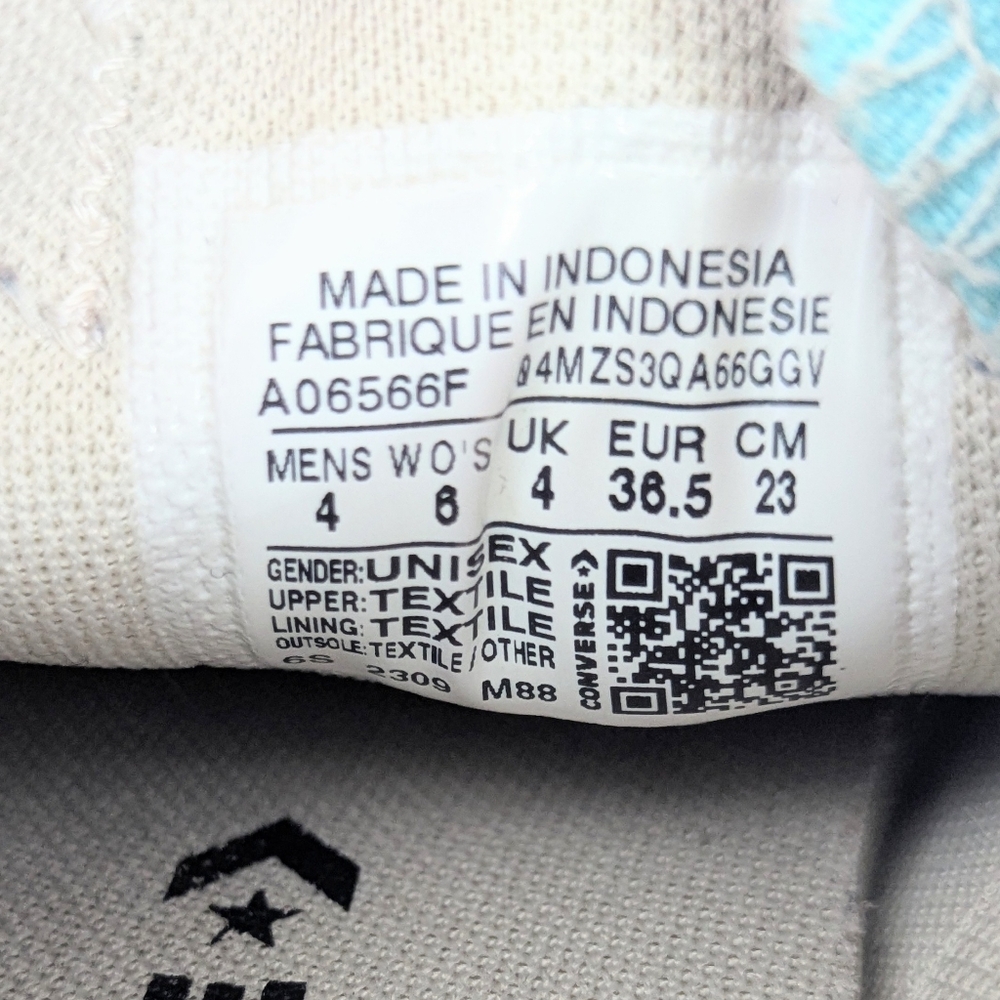 MADE IN INDONESIA
FABRIQUE EN INDONESIE
A06566F 84MZS3QA66GGV
MENS WO'S UK EUR CM
4 6 4 36.5 23
GENDER:UNISEX
UPPER:TEXTILE
LINING:TEXTILE
OUTSOLE:TEXTILE/OTHER
6S 2309 M88
CONVERSE